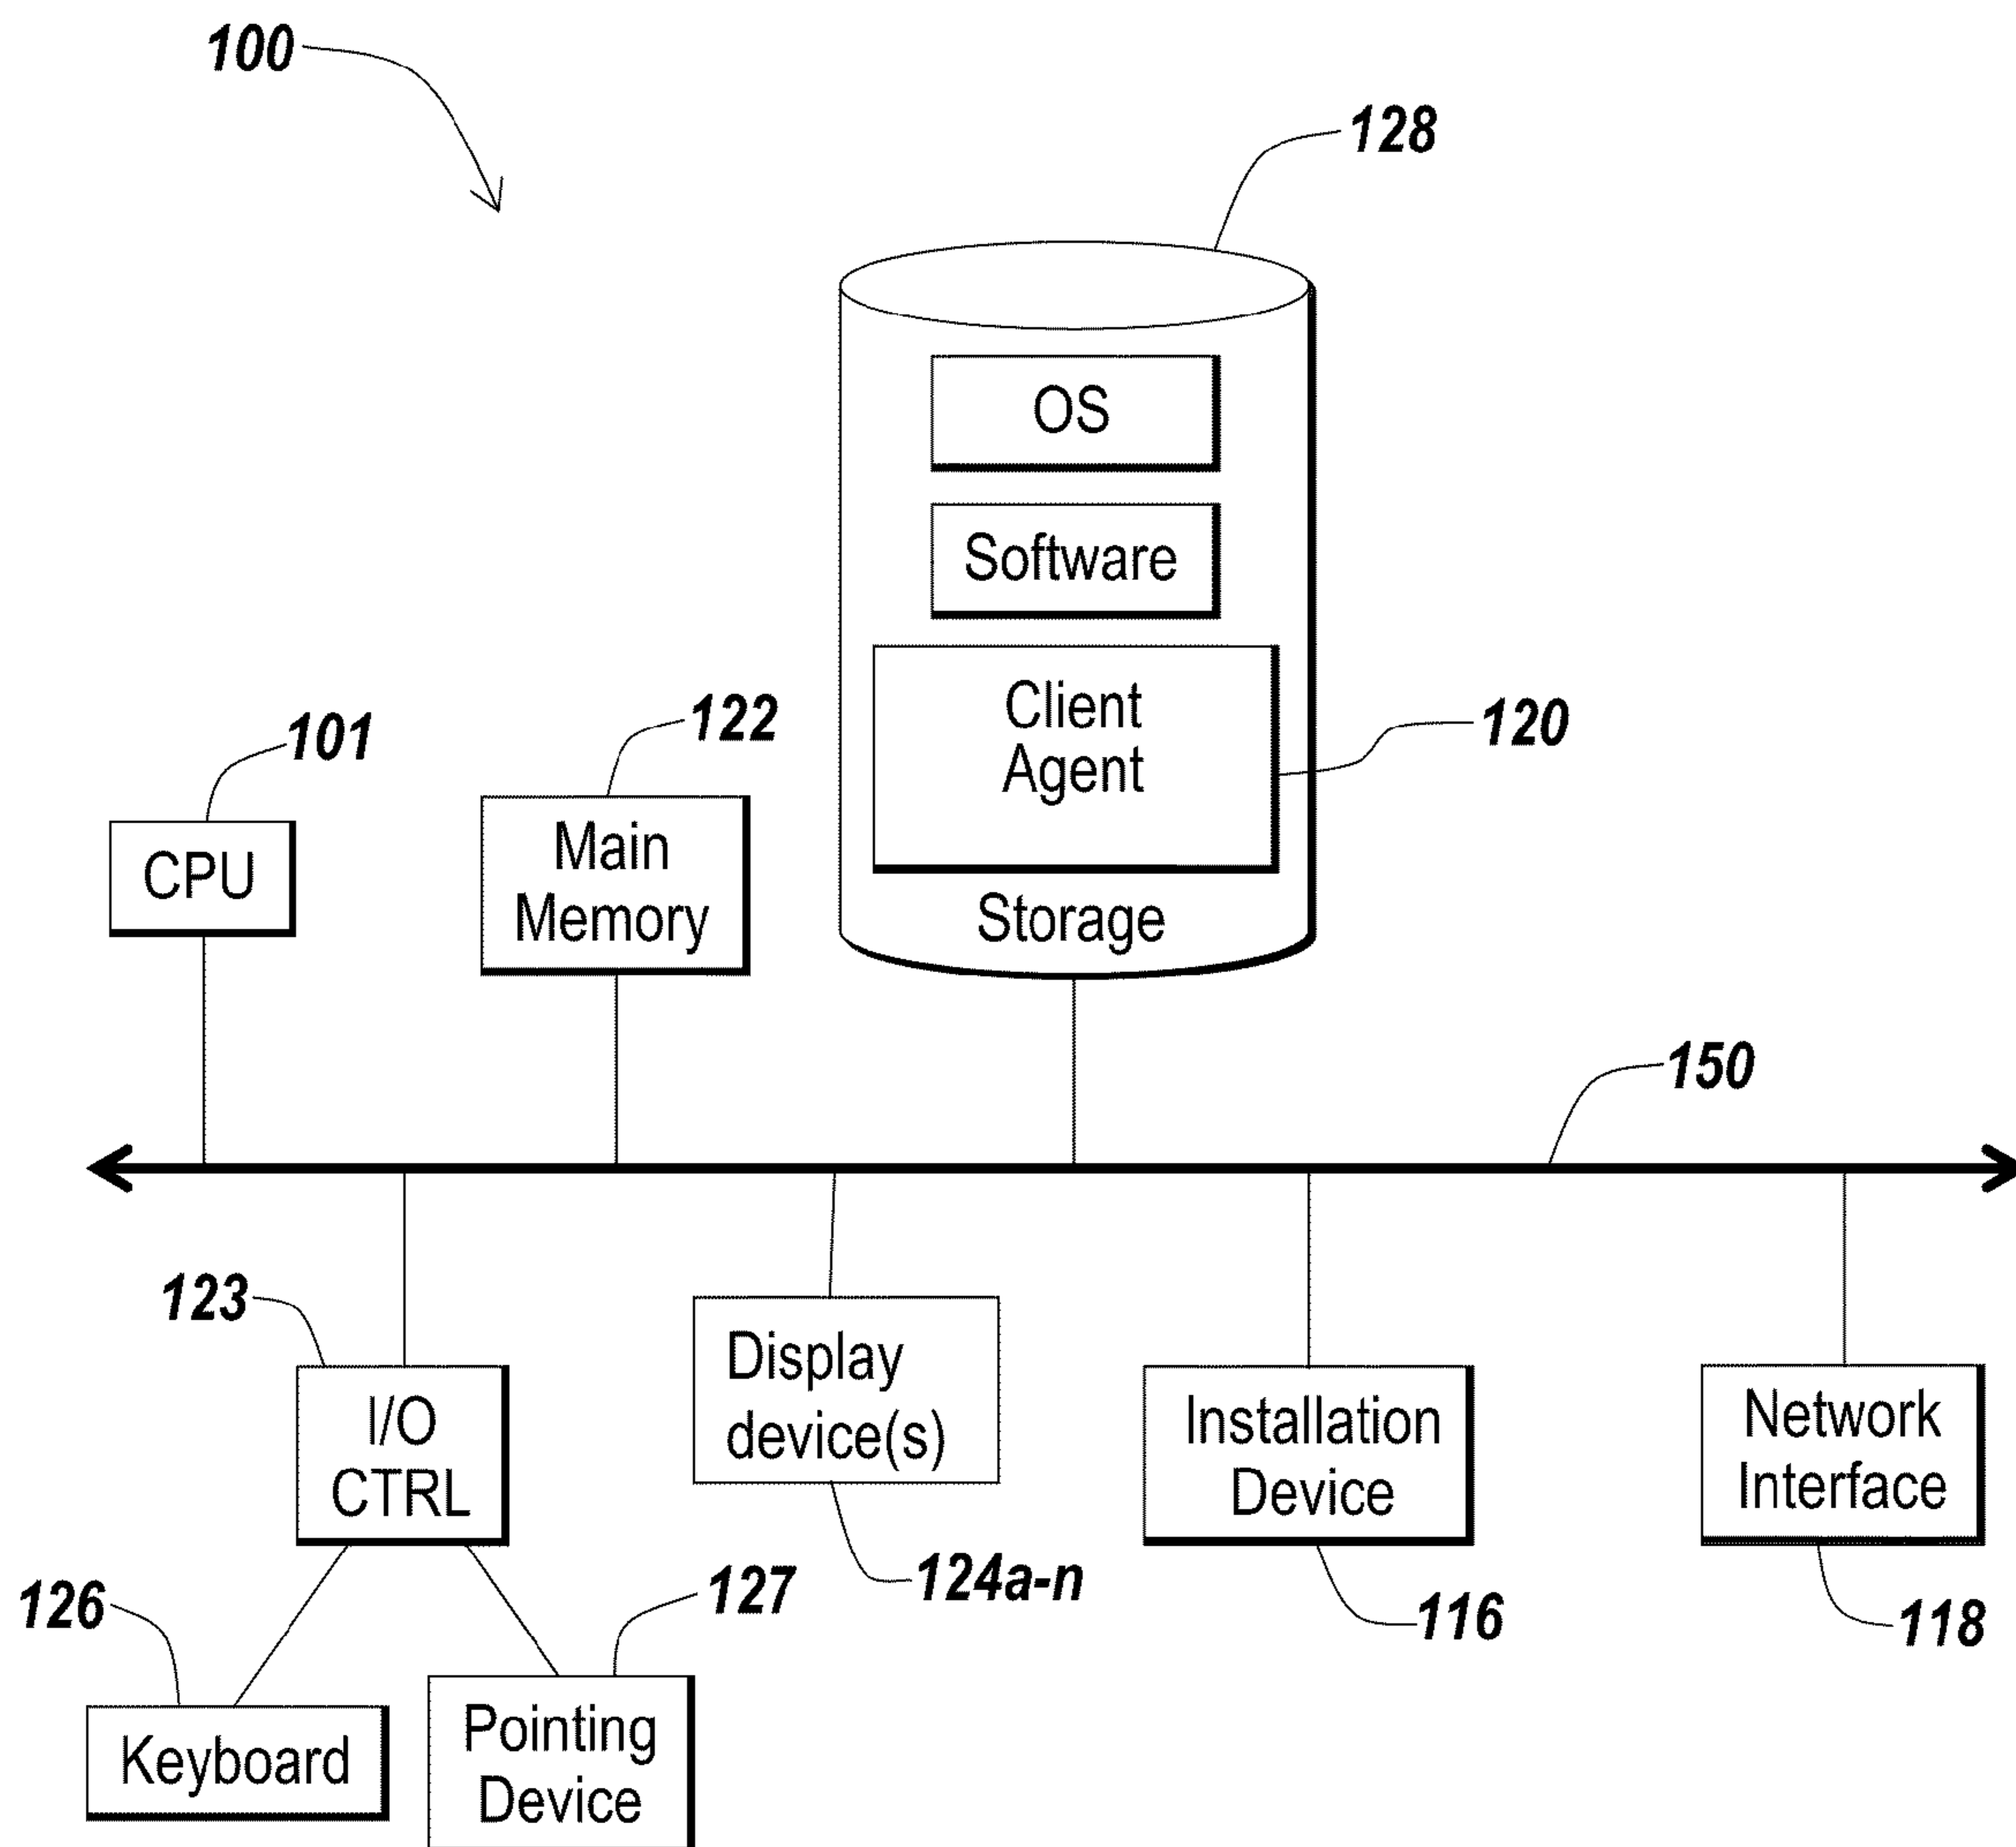 100
128
OS
Software
Client
Agent
120
Storage
101
CPU
122
Main
Memory
150
123
I/O
CTRL
Display
device(s)
124a-n
Installation
Device
116
Network
Interface
118
126
Keyboard
127
Pointing
Device